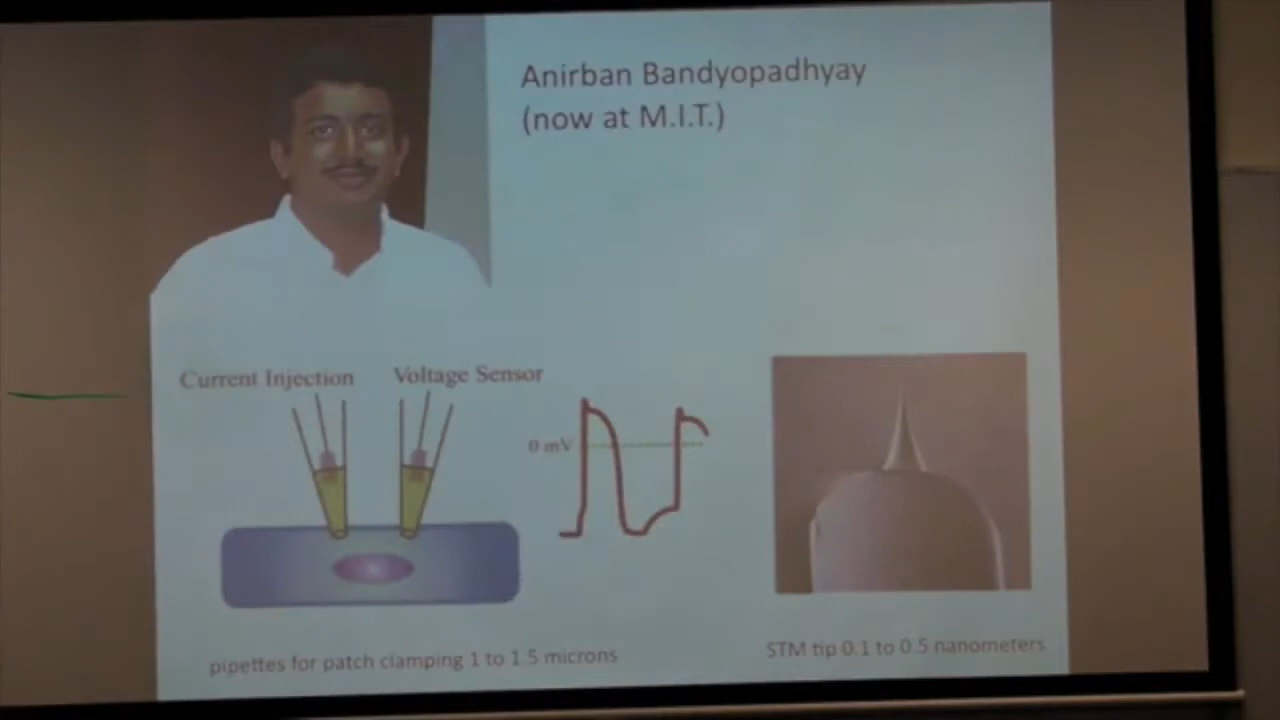 Anirban Bandyopadhyay
(now at M.I.T.)
Current Injection
Voltage Sensor
0 mV
pipettes for patch clamping 1 to 1.5 microns
STM tip 0.1 to 0.5 nanometers